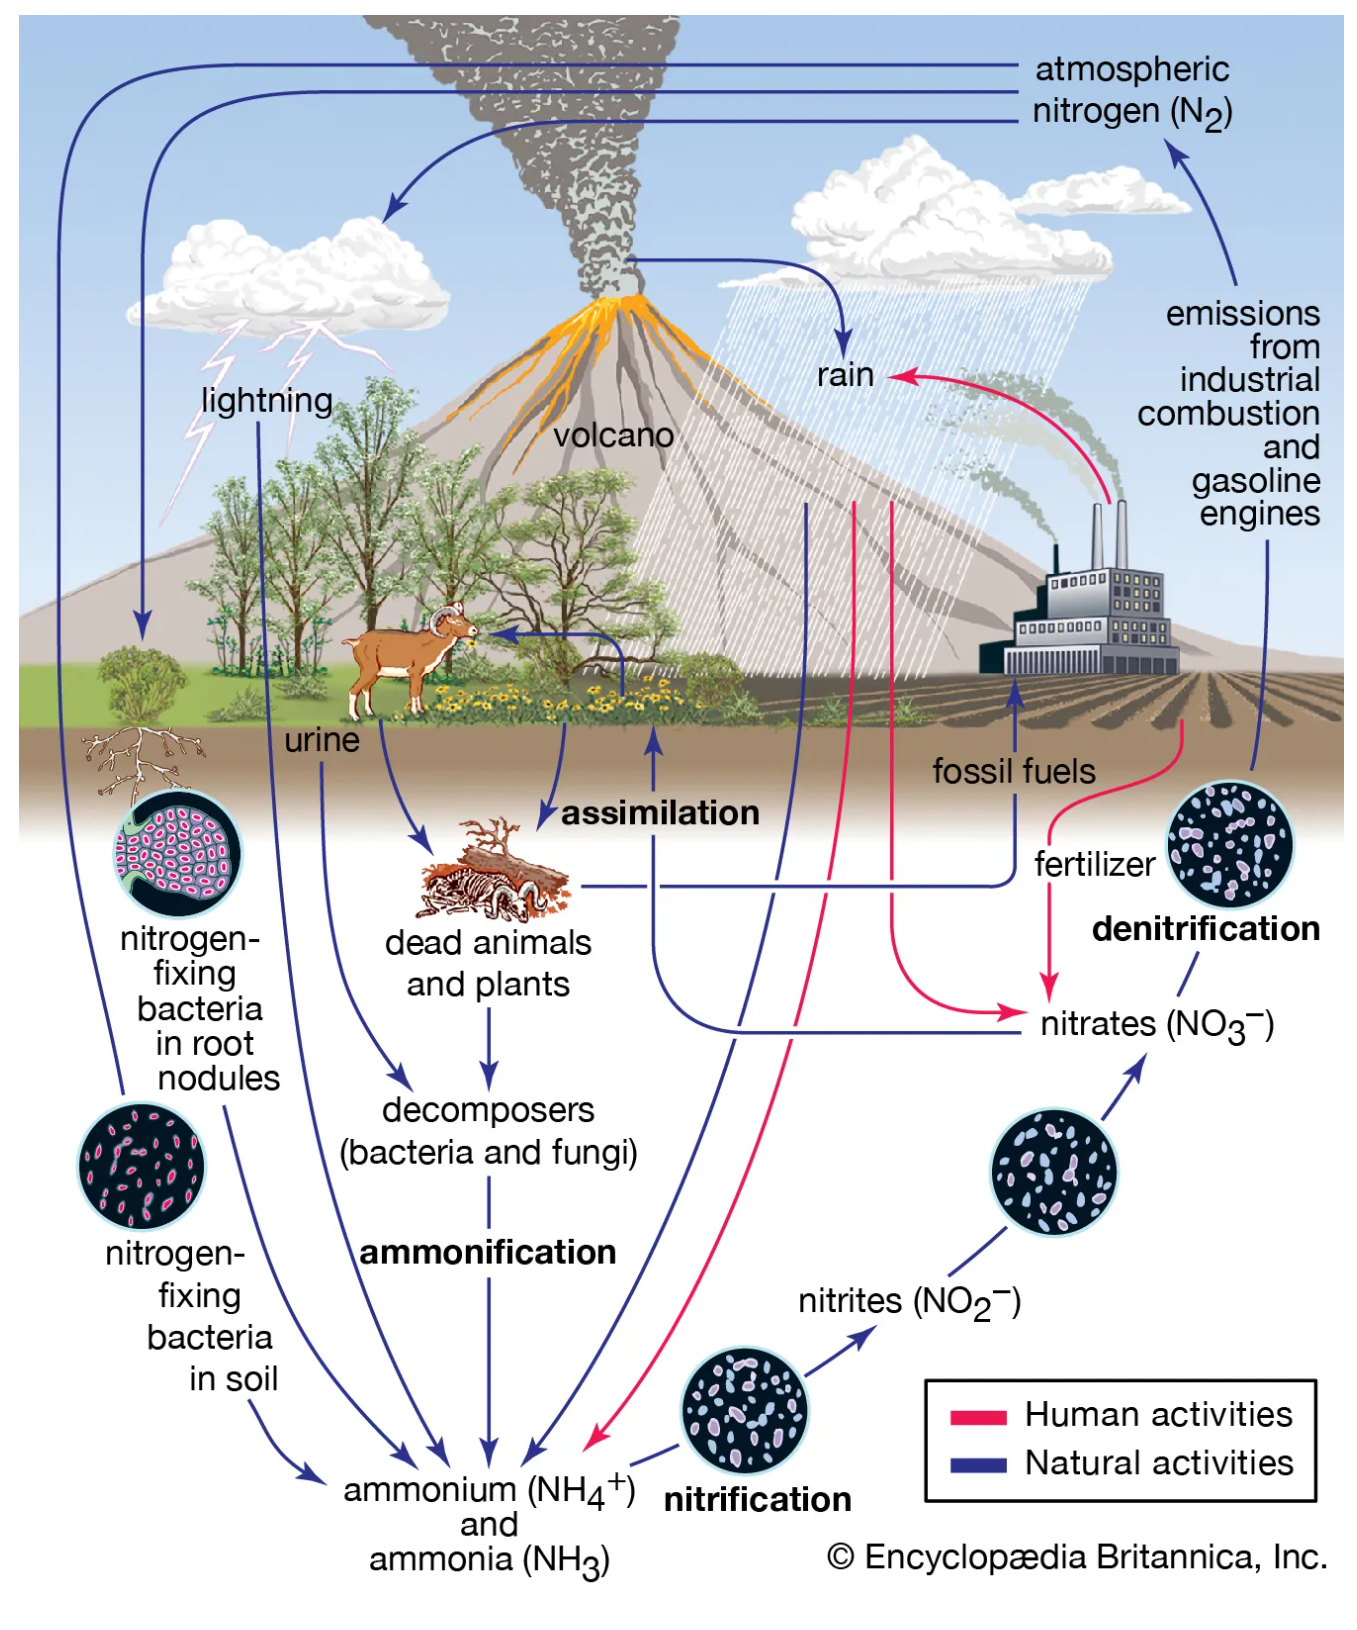 atmospheric
nitrogen (N₂)
emissions
from
industrial
combustion
and
gasoline
engines
rain
lightning
volcano
urine
fossil fuels
assimilation
fertilizer
denitrification
nitrogen-
fixing
bacteria
in root
nodules
dead animals
and plants
nitrates (NO₃⁻)
decomposers
(bacteria and fungi)
nitrogen-
fixing
bacteria
in soil
ammonification
nitrites (NO₂⁻)
ammonium (NH₄⁺)
and
ammonia (NH₃)
nitrification
Human activities
Natural activities
© Encyclopædia Britannica, Inc.